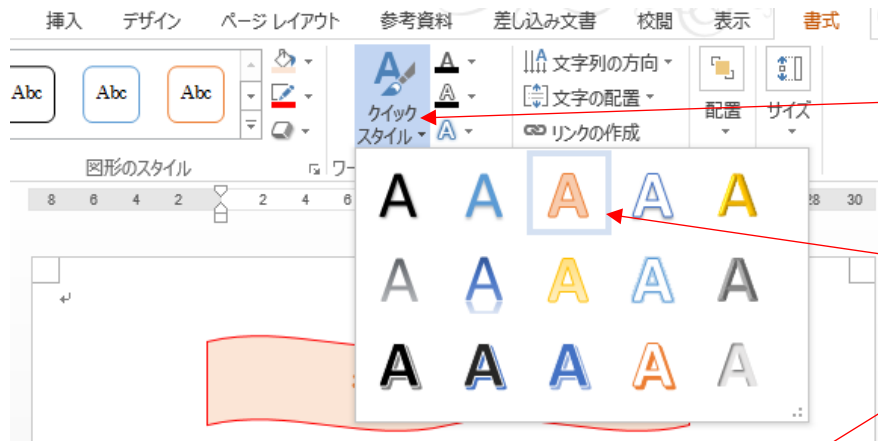 挿入 デザイン ページ レイアウト 参考資料 差し込み文書 校閲 表示 書式
Abc Abc Abc
クイック
スタイル
文字列の方向
文字の配置
リンクの作成
配置 サイズ
図形のスタイル ワー
8 6 4 2 2 4 6 28 30
A A A A A
A A A A A
A A A A A